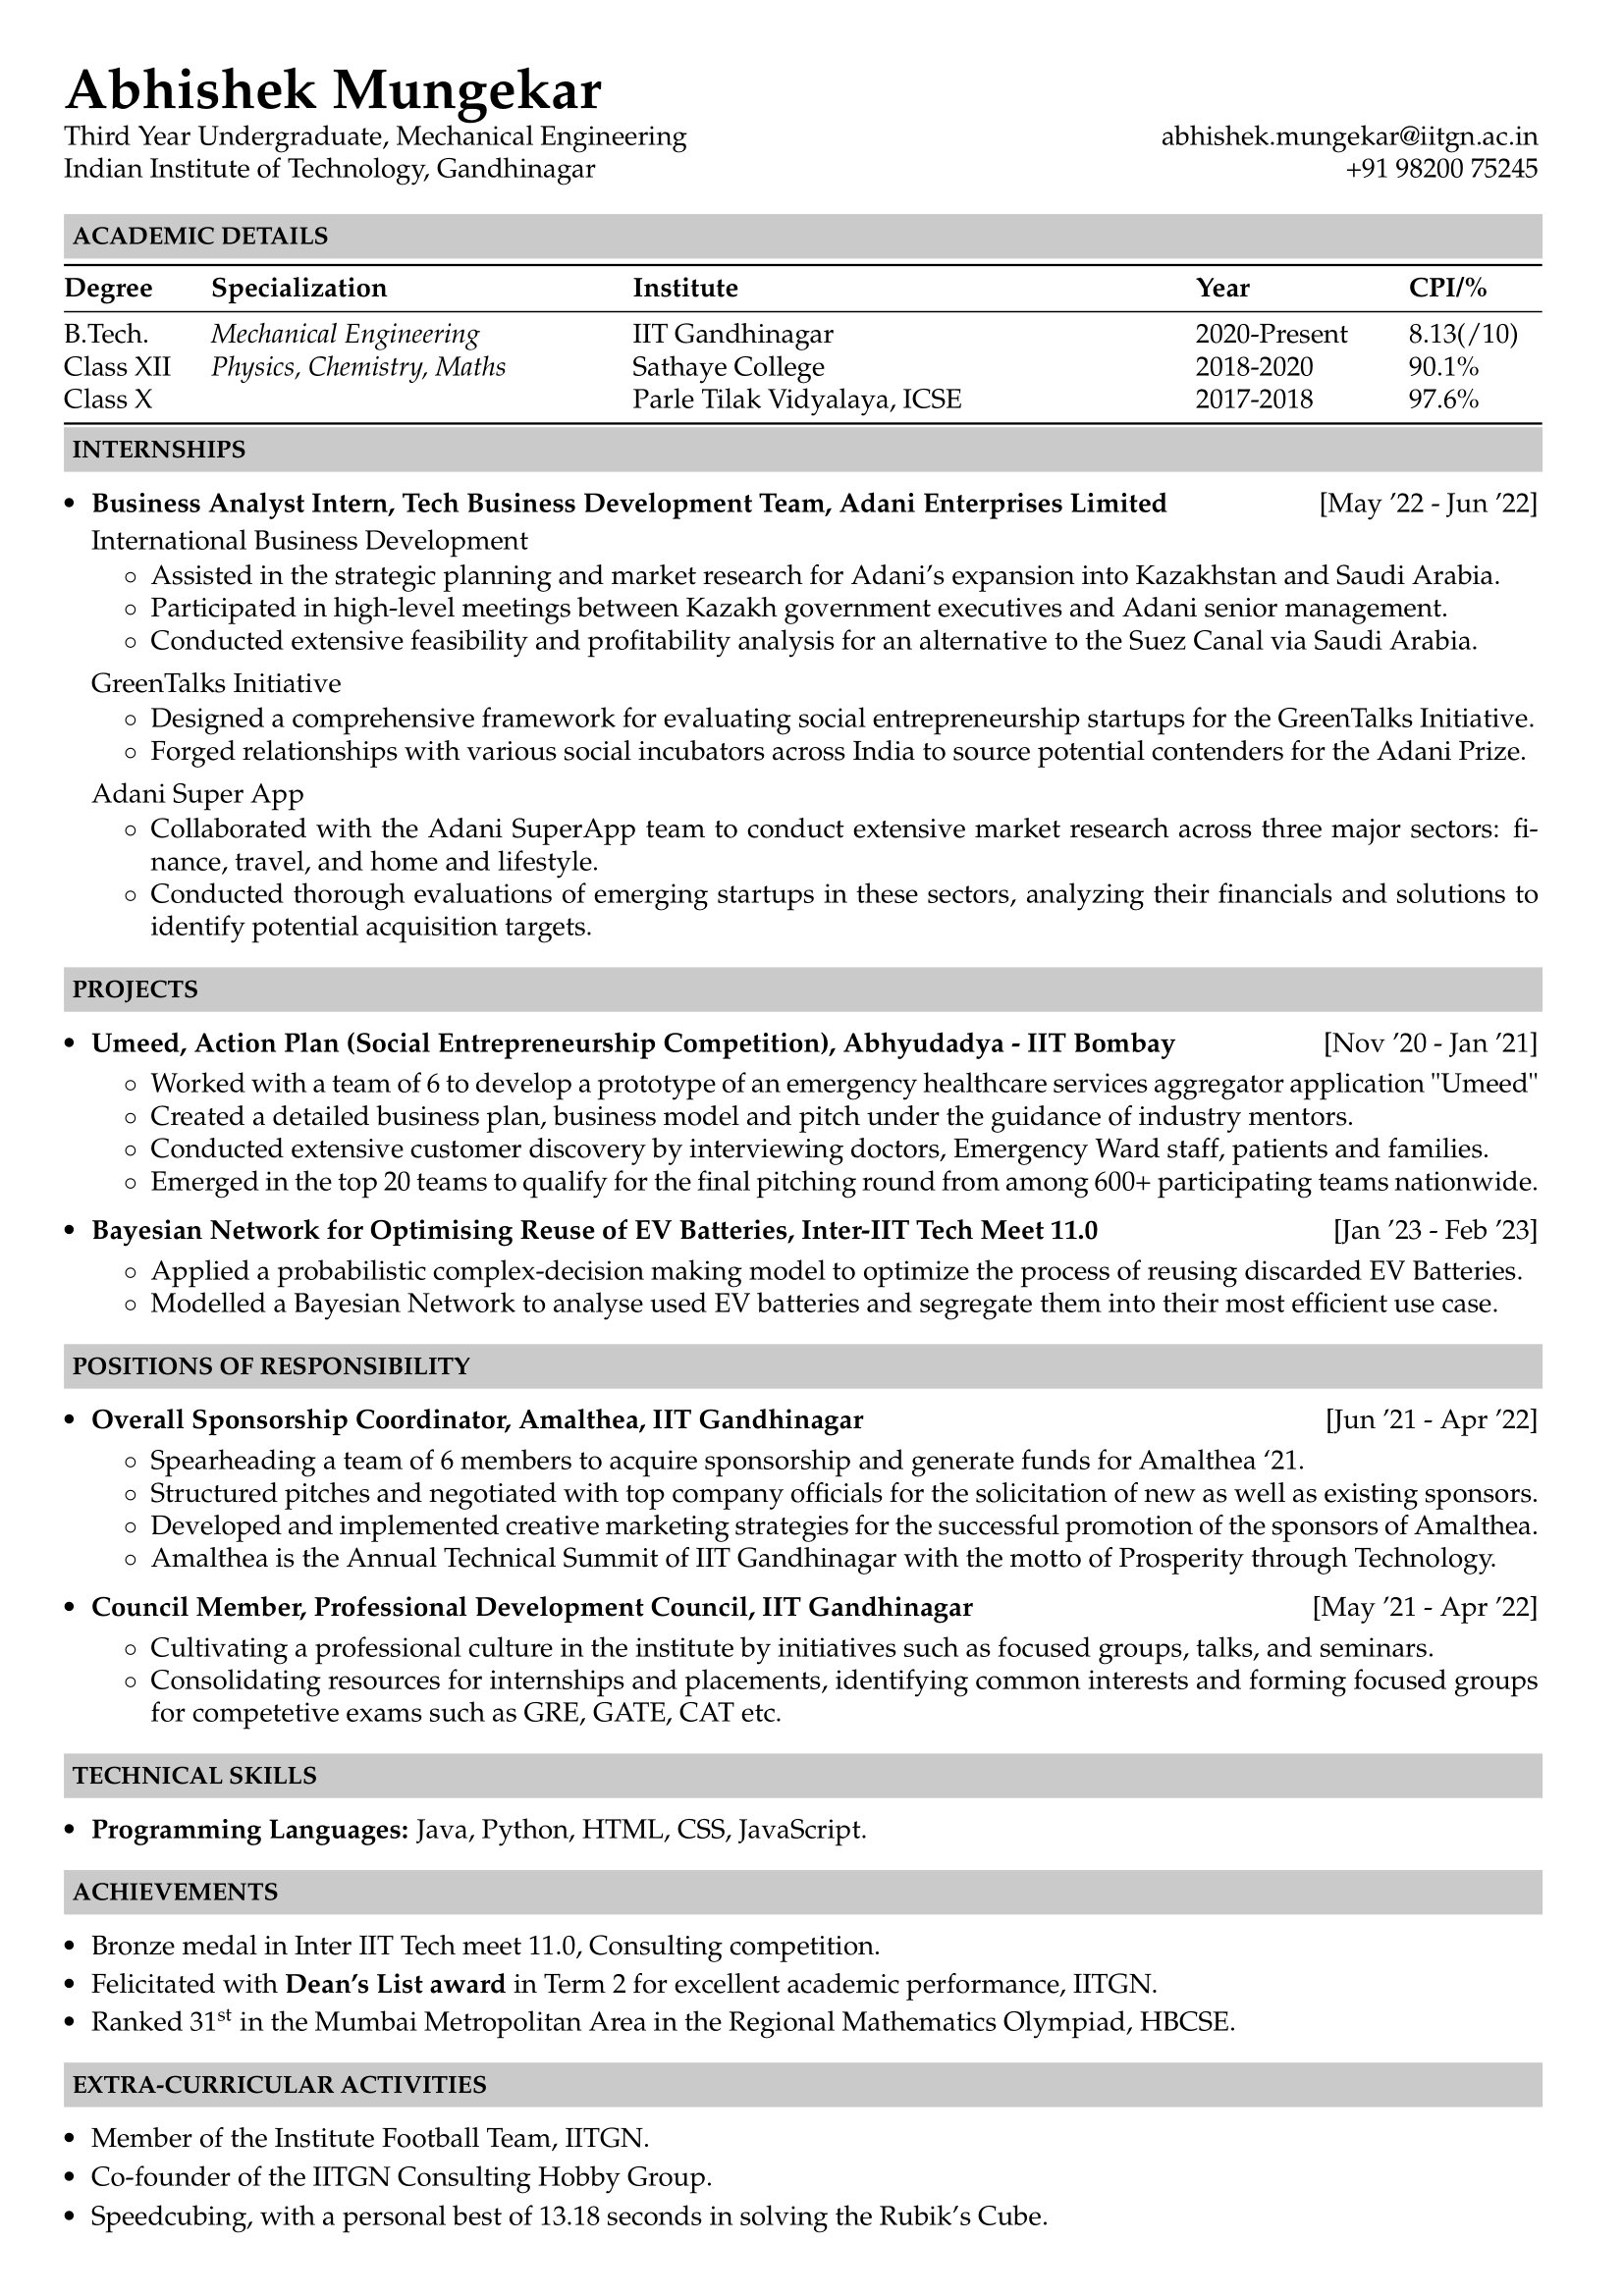 Abhishek Mungekar
Third Year Undergraduate, Mechanical Engineering abhishek.mungekar@iitgn.ac.in
Indian Institute of Technology, Gandhinagar +91 98200 75245
ACADEMIC DETAILS
Degree Specialization Institute Year CPI/%
B.Tech. Mechanical Engineering IIT Gandhinagar 2020-Present 8.13(/10)
Class XII Physics, Chemistry, Maths Sathaye College 2018-2020 90.1%
Class X Parle Tilak Vidyalaya, ICSE 2017-2018 97.6%
INTERNSHIPS
• Business Analyst Intern, Tech Business Development Team, Adani Enterprises Limited [May ’22 - Jun ’22]
International Business Development
◦ Assisted in the strategic planning and market research for Adani’s expansion into Kazakhstan and Saudi Arabia.
◦ Participated in high-level meetings between Kazakh government executives and Adani senior management.
◦ Conducted extensive feasibility and profitability analysis for an alternative to the Suez Canal via Saudi Arabia.
GreenTalks Initiative
◦ Designed a comprehensive framework for evaluating social entrepreneurship startups for the GreenTalks Initiative.
◦ Forged relationships with various social incubators across India to source potential contenders for the Adani Prize.
Adani Super App
◦ Collaborated with the Adani SuperApp team to conduct extensive market research across three major sectors: fi-
nance, travel, and home and lifestyle.
◦ Conducted thorough evaluations of emerging startups in these sectors, analyzing their financials and solutions to
identify potential acquisition targets.
PROJECTS
• Umeed, Action Plan (Social Entrepreneurship Competition), Abhyudadya - IIT Bombay [Nov ’20 - Jan ’21]
◦ Worked with a team of 6 to develop a prototype of an emergency healthcare services aggregator application "Umeed"
◦ Created a detailed business plan, business model and pitch under the guidance of industry mentors.
◦ Conducted extensive customer discovery by interviewing doctors, Emergency Ward staff, patients and families.
◦ Emerged in the top 20 teams to qualify for the final pitching round from among 600+ participating teams nationwide.
• Bayesian Network for Optimising Reuse of EV Batteries, Inter-IIT Tech Meet 11.0 [Jan ’23 - Feb ’23]
◦ Applied a probabilistic complex-decision making model to optimize the process of reusing discarded EV Batteries.
◦ Modelled a Bayesian Network to analyse used EV batteries and segregate them into their most efficient use case.
POSITIONS OF RESPONSIBILITY
• Overall Sponsorship Coordinator, Amalthea, IIT Gandhinagar [Jun ’21 - Apr ’22]
◦ Spearheading a team of 6 members to acquire sponsorship and generate funds for Amalthea ‘21.
◦ Structured pitches and negotiated with top company officials for the solicitation of new as well as existing sponsors.
◦ Developed and implemented creative marketing strategies for the successful promotion of the sponsors of Amalthea.
◦ Amalthea is the Annual Technical Summit of IIT Gandhinagar with the motto of Prosperity through Technology.
• Council Member, Professional Development Council, IIT Gandhinagar [May ’21 - Apr ’22]
◦ Cultivating a professional culture in the institute by initiatives such as focused groups, talks, and seminars.
◦ Consolidating resources for internships and placements, identifying common interests and forming focused groups
for competetive exams such as GRE, GATE, CAT etc.
TECHNICAL SKILLS
• Programming Languages: Java, Python, HTML, CSS, JavaScript.
ACHIEVEMENTS
• Bronze medal in Inter IIT Tech meet 11.0, Consulting competition.
• Felicitated with Dean’s List award in Term 2 for excellent academic performance, IITGN.
• Ranked 31st in the Mumbai Metropolitan Area in the Regional Mathematics Olympiad, HBCSE.
EXTRA-CURRICULAR ACTIVITIES
• Member of the Institute Football Team, IITGN.
• Co-founder of the IITGN Consulting Hobby Group.
• Speedcubing, with a personal best of 13.18 seconds in solving the Rubik’s Cube.